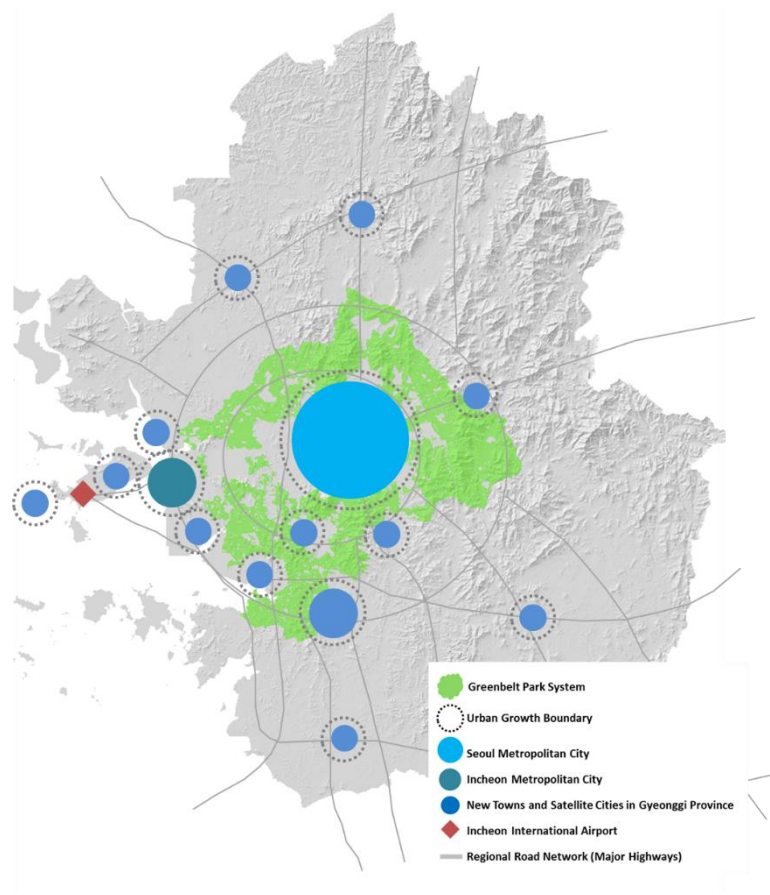 Greenbelt Park System
Urban Growth Boundary
Seoul Metropolitan City
Incheon Metropolitan City
New Towns and Satellite Cities in Gyeonggi Province
Incheon International Airport
Regional Road Network (Major Highways)